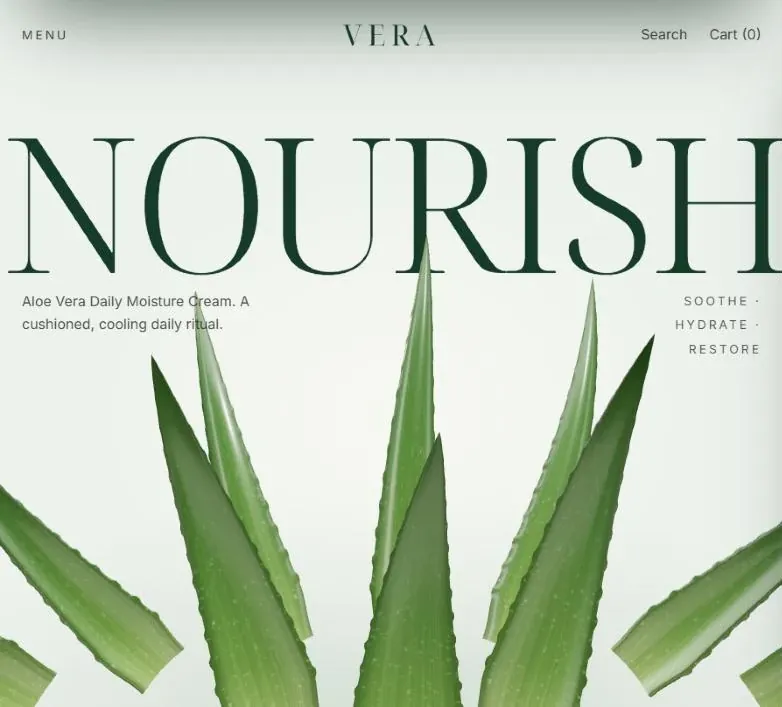 MENU VERA Search Cart (0)
NOURISH
Aloe Vera Daily Moisture Cream. A
cushioned, cooling daily ritual.
SOOTHE ·
HYDRATE ·
RESTORE